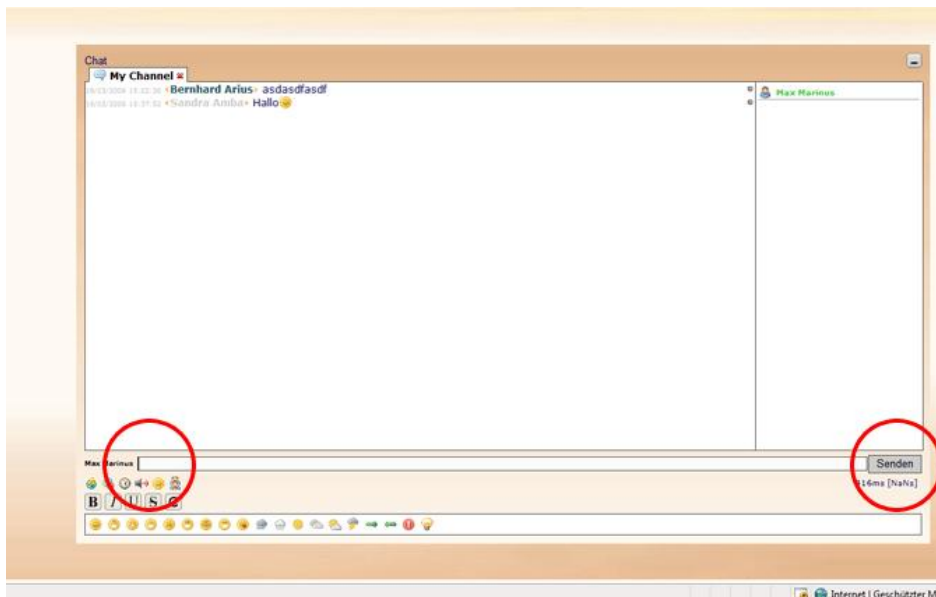 Chat
My Channel
‹Bernhard Arius› asdasdfasdf
‹Sandra Amba› Hallo
Max Marinus
Max Marinus
Senden
16ms [NaNs]
B I U S C
Internet | Geschützter M